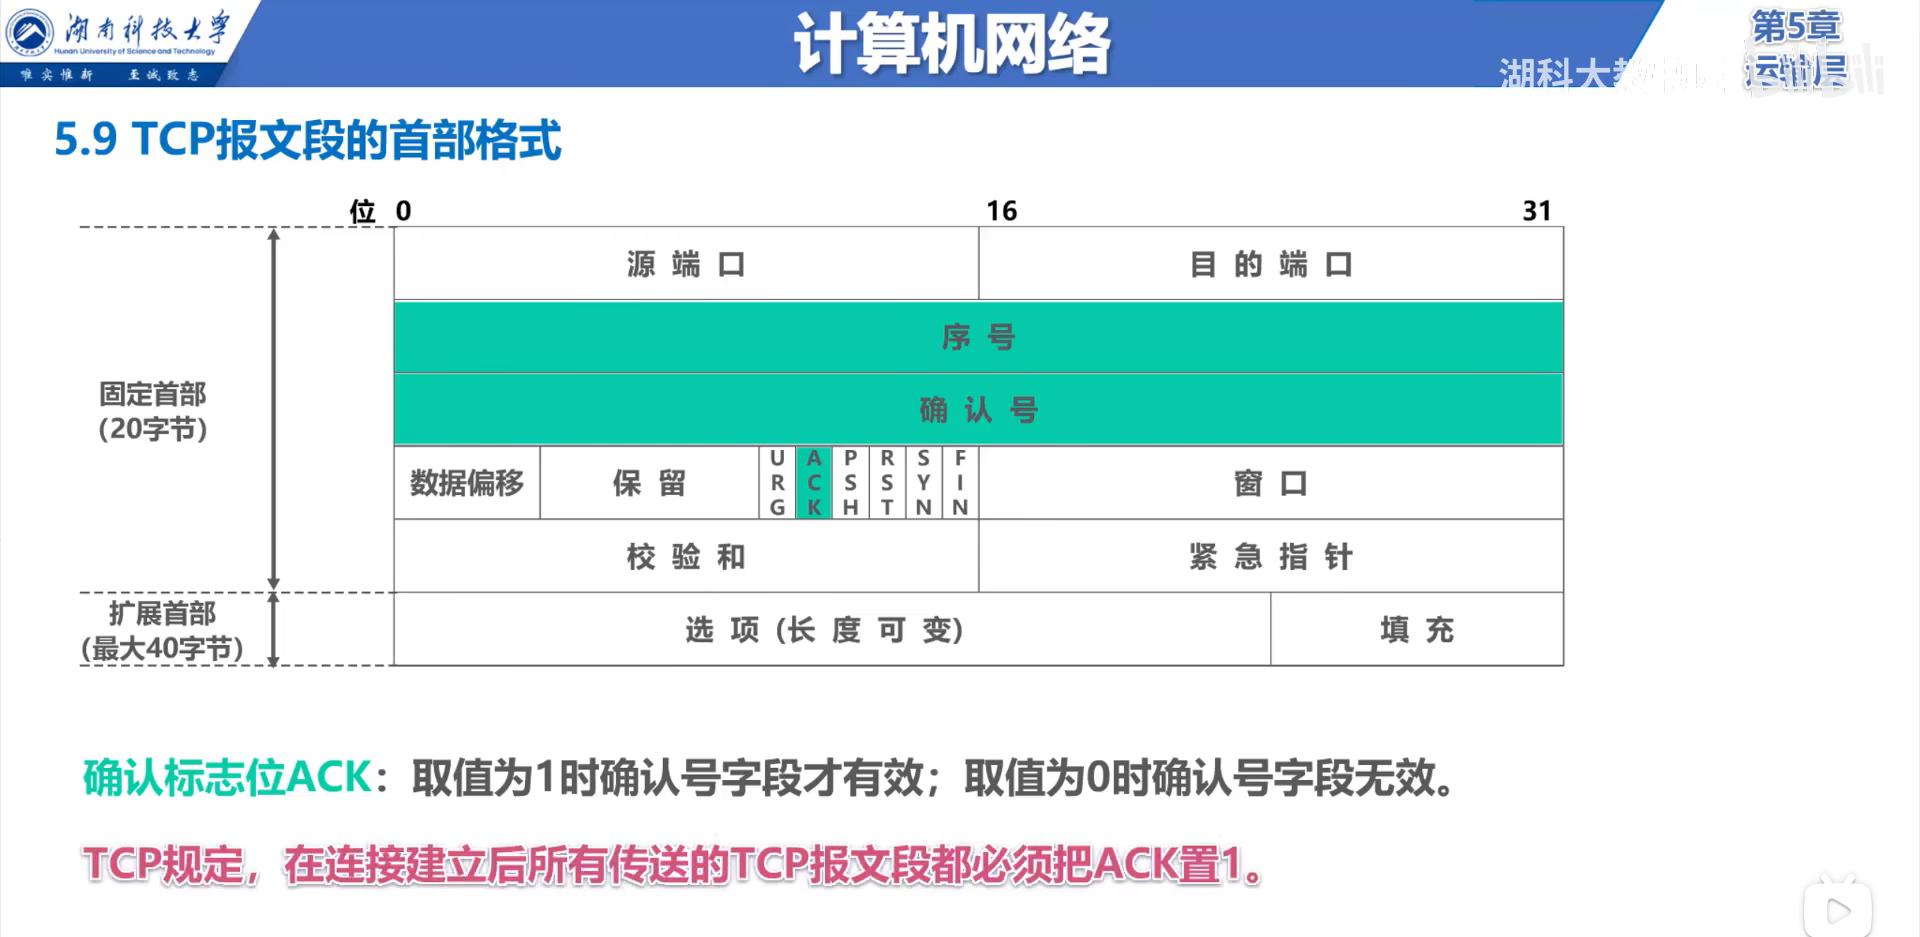 湖南科技大学
Hunan University of Science and Technology
唯实惟新 至诚致志
计算机网络
第5章
运输层
湖科大教
5.9 TCP报文段的首部格式
位 0 16 31
源端口 目的端口
序号
确认号
固定首部
(20字节)
数据偏移 保留 URG ACK PSH RST SYN FIN 窗口
校验和 紧急指针
扩展首部
(最大40字节)
选项(长度可变) 填充
确认标志位ACK：取值为1时确认号字段才有效；取值为0时确认号字段无效。
TCP规定，在连接建立后所有传送的TCP报文段都必须把ACK置1。